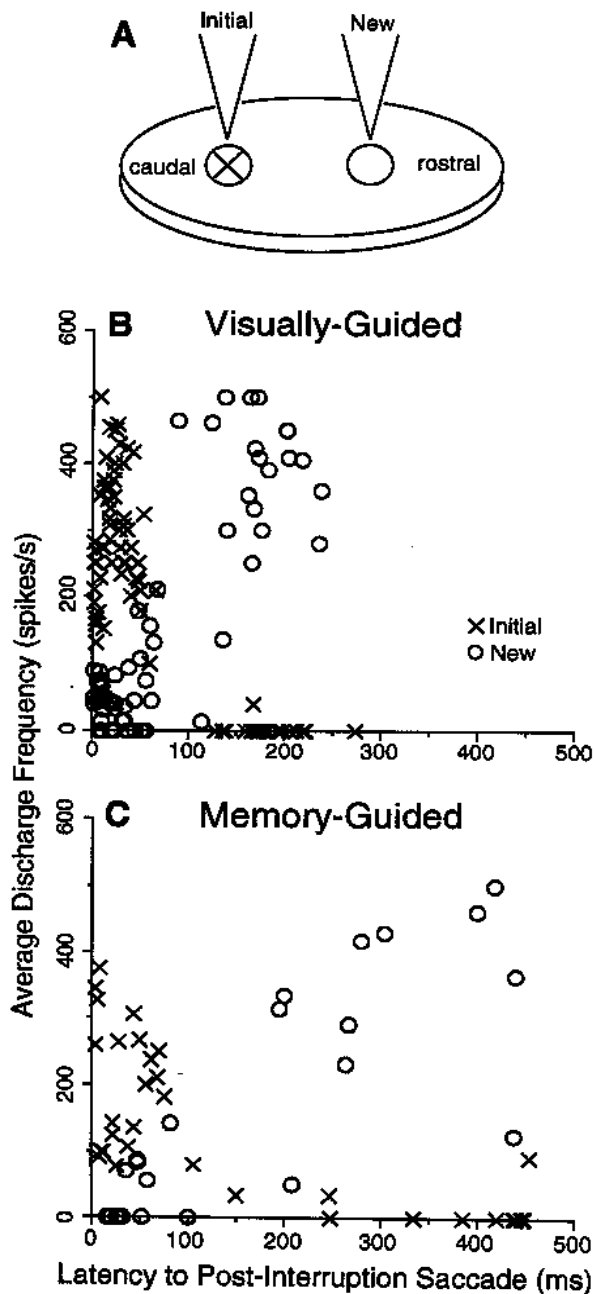 A
Initial
New
caudal
rostral
B
Visually-Guided
600
400
200
0
0 100 200 300 400 500
× Initial
○ New
C
Memory-Guided
600
400
200
0
0 100 200 300 400 500
Average Discharge Frequency (spikes/s)
Latency to Post-Interruption Saccade (ms)